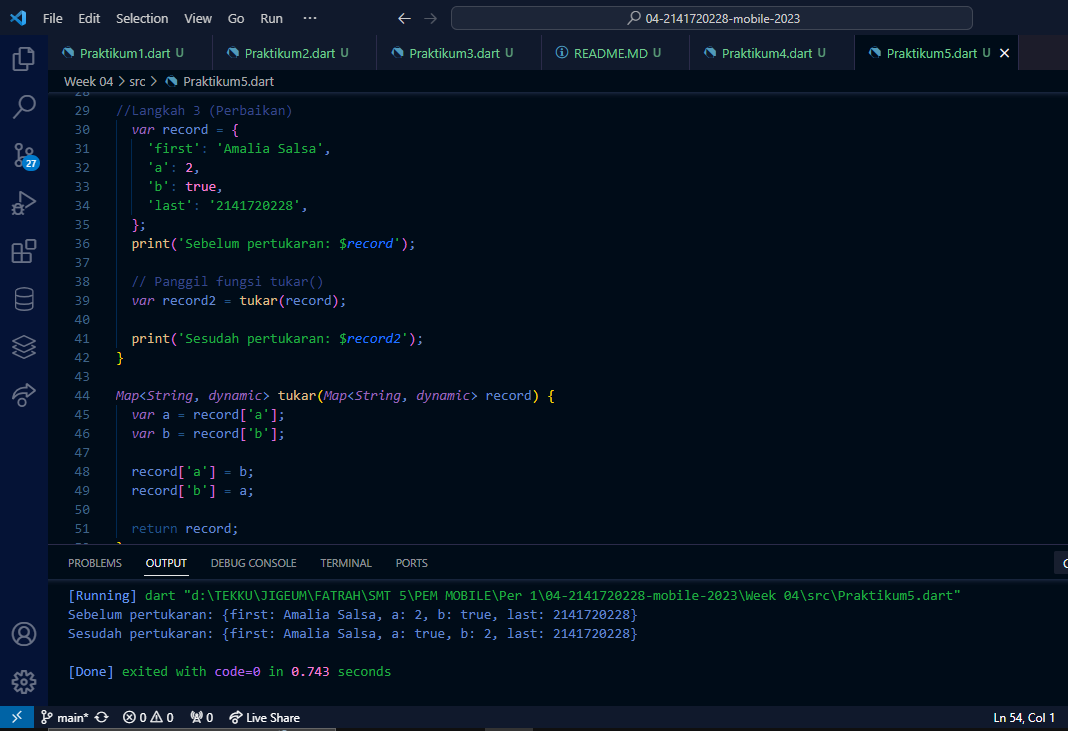 File Edit Selection View Go Run ··· 04-2141720228-mobile-2023
Praktikum1.dart U Praktikum2.dart U Praktikum3.dart U README.MD U Praktikum4.dart U Praktikum5.dart U
Week 04 > src > Praktikum5.dart
28
29 //Langkah 3 (Perbaikan)
30 var record = {
31 'first': 'Amalia Salsa',
32 'a': 2,
33 'b': true,
34 'last': '2141720228',
35 };
36 print('Sebelum pertukaran: $record');
37
38 // Panggil fungsi tukar()
39 var record2 = tukar(record);
40
41 print('Sesudah pertukaran: $record2');
42 }
43
44 Map<String, dynamic> tukar(Map<String, dynamic> record) {
45 var a = record['a'];
46 var b = record['b'];
47
48 record['a'] = b;
49 record['b'] = a;
50
51 return record;
27
PROBLEMS OUTPUT DEBUG CONSOLE TERMINAL PORTS
[Running] dart "d:\TEKKU\JIGEUM\FATRAH\SMT 5\PEM MOBILE\Per 1\04-2141720228-mobile-2023\Week 04\src\Praktikum5.dart"
Sebelum pertukaran: {first: Amalia Salsa, a: 2, b: true, last: 2141720228}
Sesudah pertukaran: {first: Amalia Salsa, a: true, b: 2, last: 2141720228}
[Done] exited with code=0 in 0.743 seconds
main* 0 0 0 Live Share Ln 54, Col 1